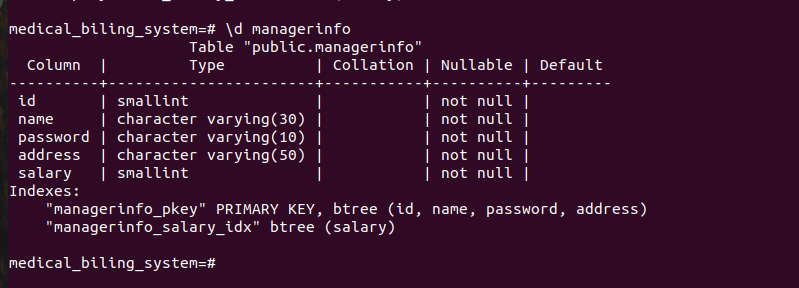 medical_biling_system=# \d managerinfo
                    Table "public.managerinfo"
  Column  |         Type          | Collation | Nullable | Default
----------+-----------------------+-----------+----------+---------
 id       | smallint              |           | not null |
 name     | character varying(30) |           | not null |
 password | character varying(10) |           | not null |
 address  | character varying(50) |           | not null |
 salary   | smallint              |           | not null |
Indexes:
    "managerinfo_pkey" PRIMARY KEY, btree (id, name, password, address)
    "managerinfo_salary_idx" btree (salary)
medical_biling_system=#